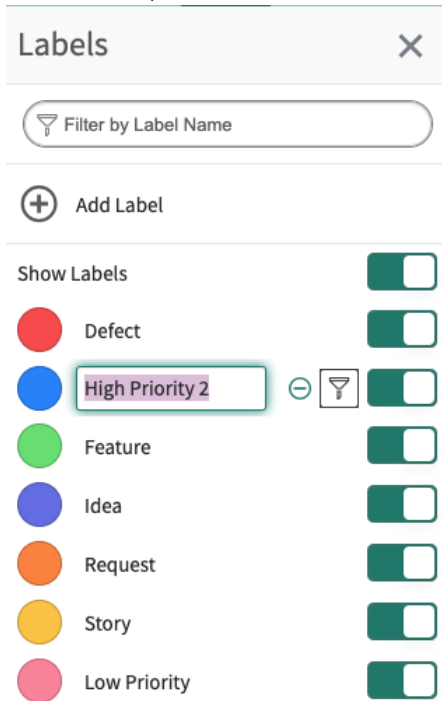 Labels
Filter by Label Name
Add Label
Show Labels
Defect
High Priority 2
Feature
Idea
Request
Story
Low Priority